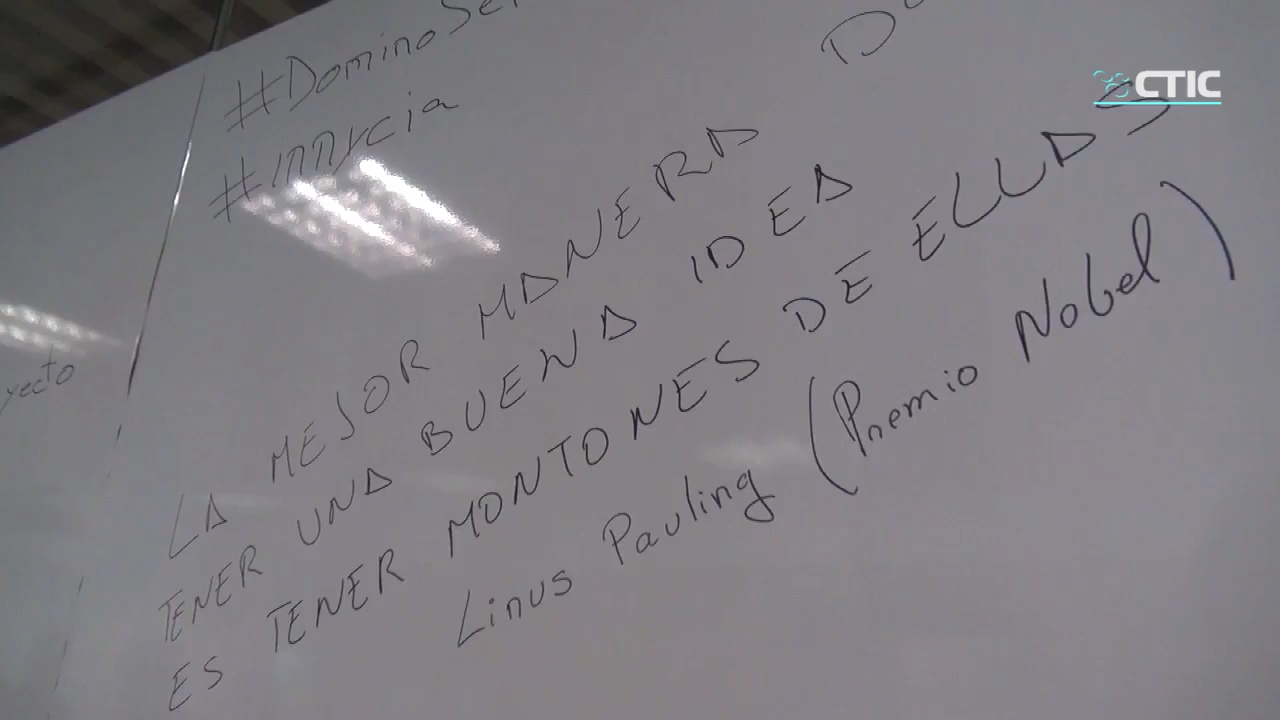 CTIC
#DominoSe
#innycia
LA MEJOR MANERA D
TENER UNA BUENA IDEA
ES TENER MONTONES DE ELLAS
Linus Pauling (Premio Nobel)
yecto